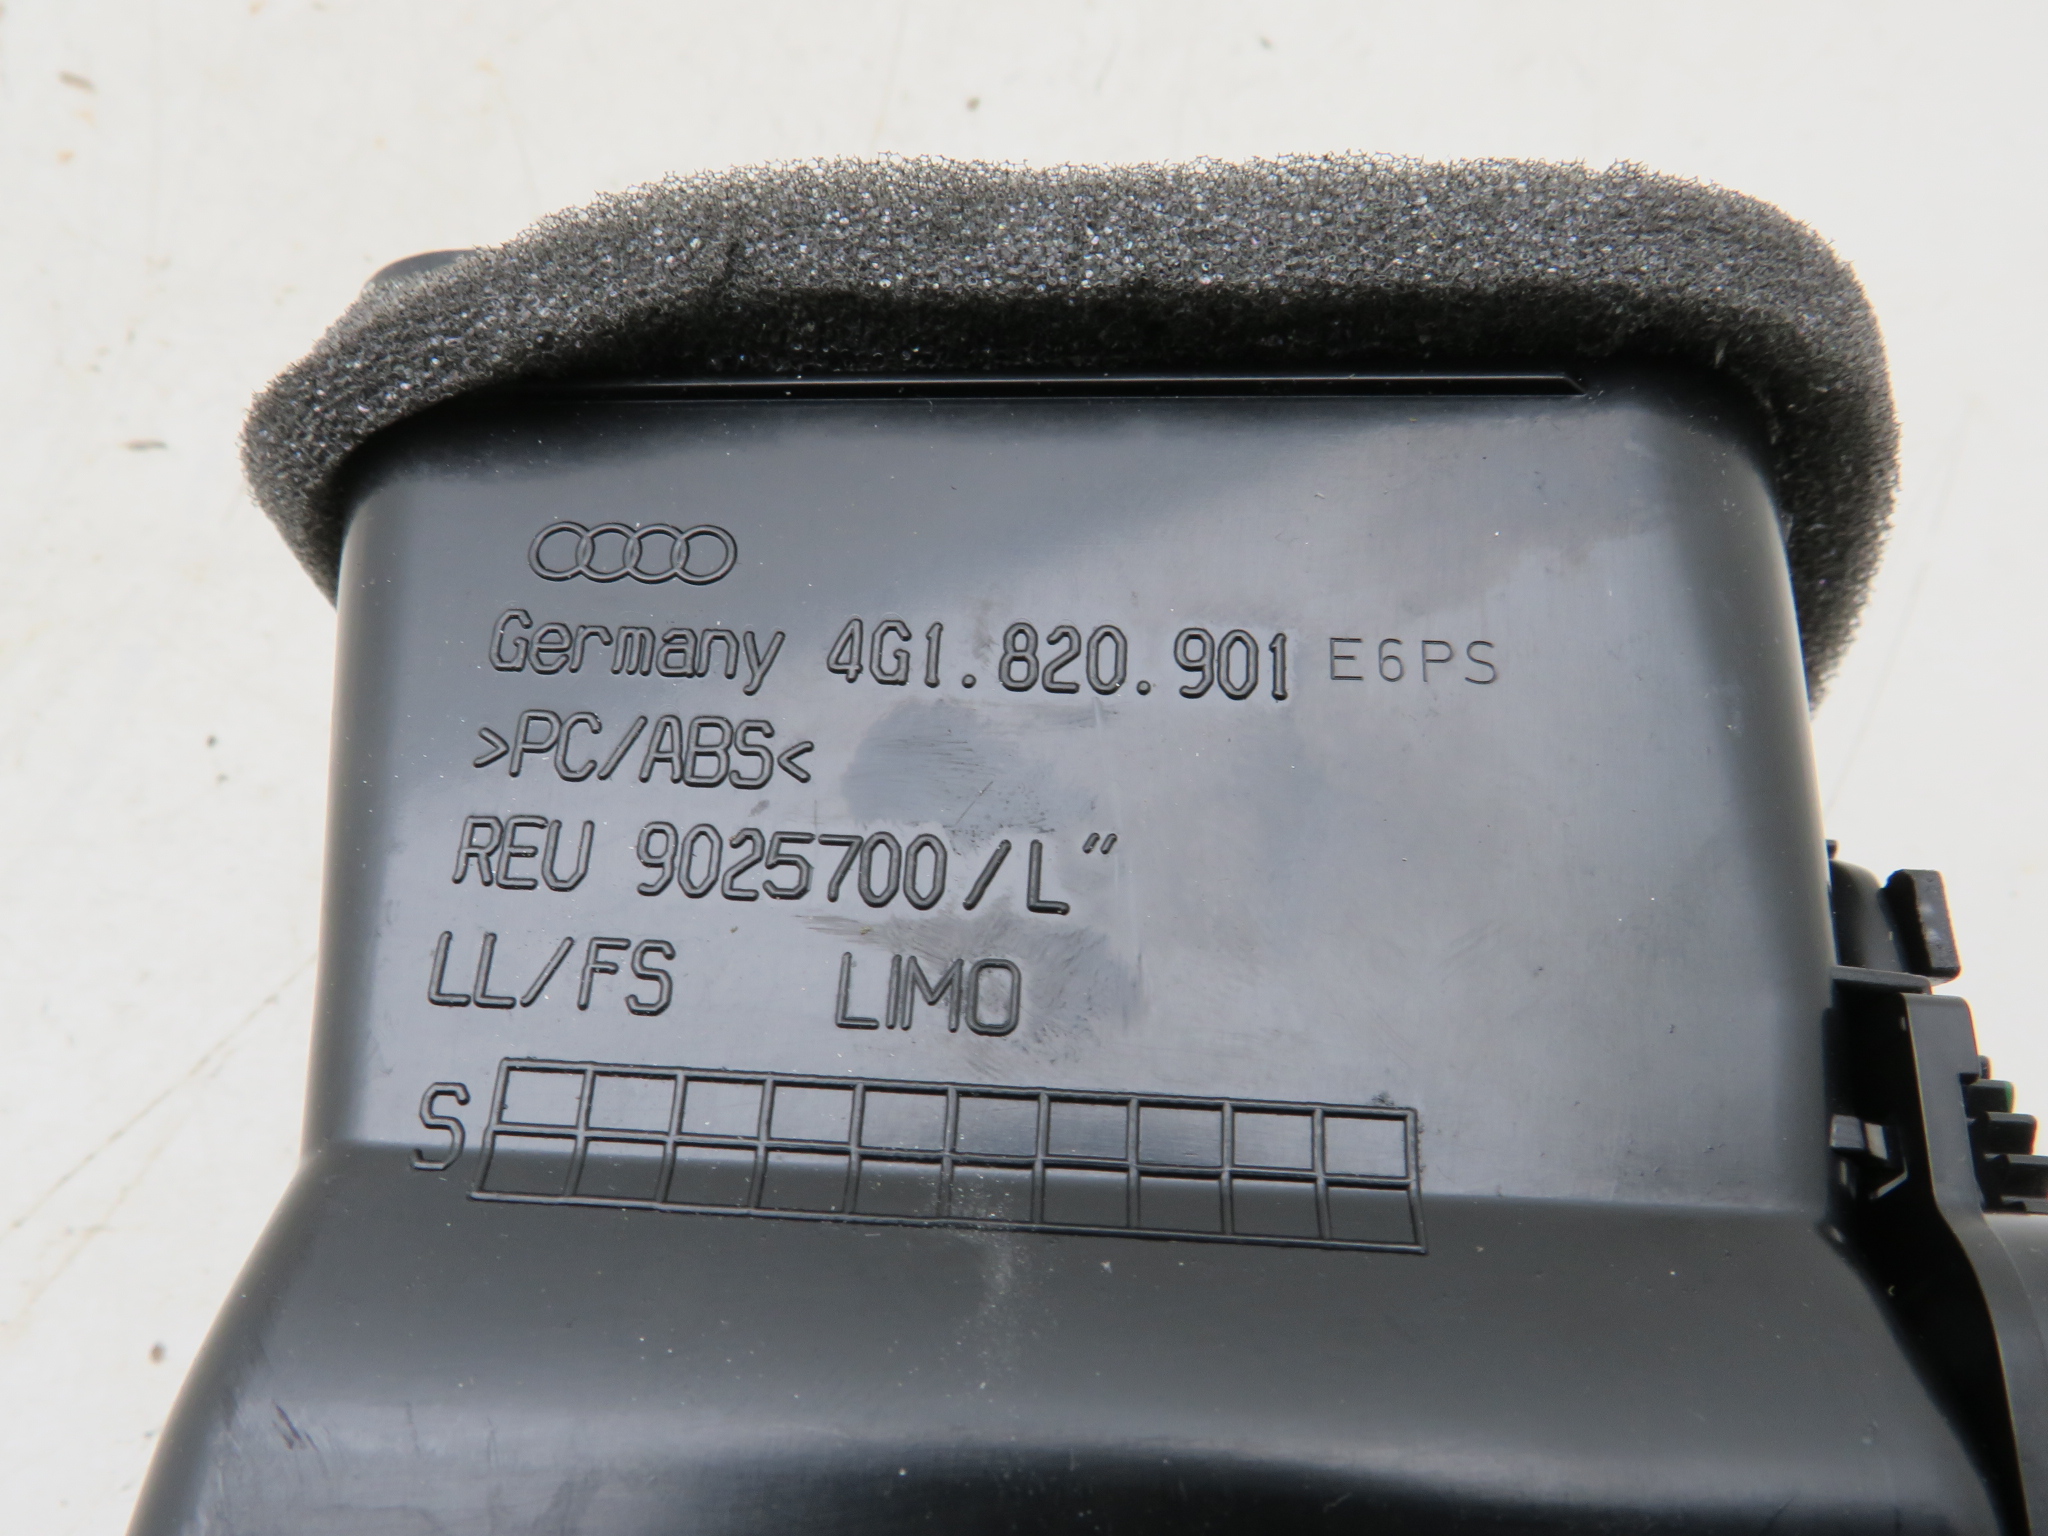 Germany 4G1.820.901 E6PS
>PC/ABS<
REU 9025700/L"
LL/FS LIMO
S